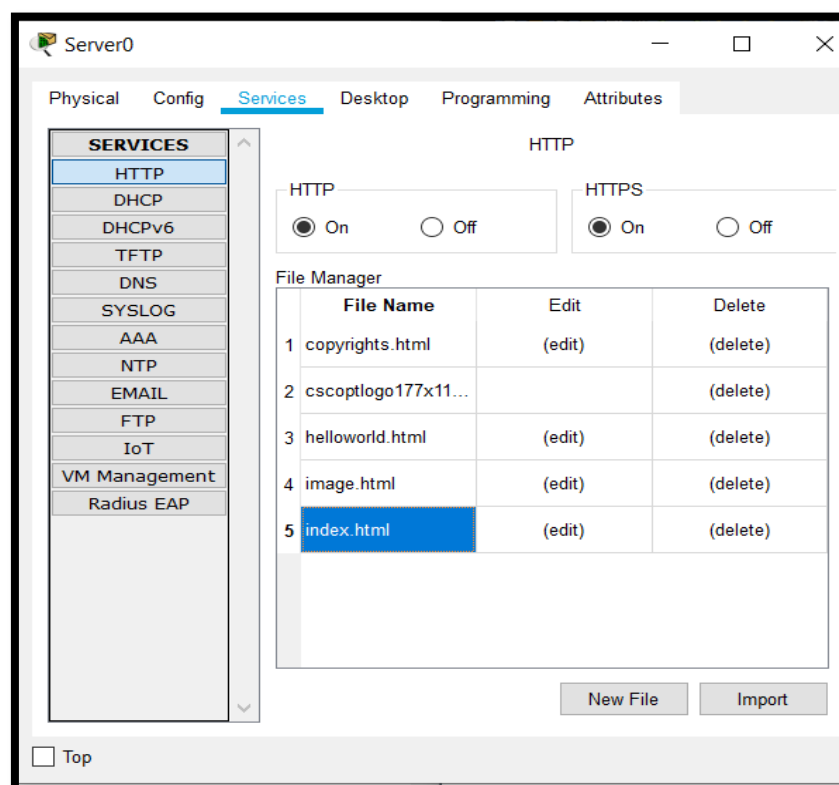 Server0
Physical Config Services Desktop Programming Attributes
SERVICES
HTTP
DHCP
DHCPv6
TFTP
DNS
SYSLOG
AAA
NTP
EMAIL
FTP
IoT
VM Management
Radius EAP
HTTP
HTTP
On Off
HTTPS
On Off
File Manager
File Name Edit Delete
1 copyrights.html (edit) (delete)
2 cscoptlogo177x11... (delete)
3 helloworld.html (edit) (delete)
4 image.html (edit) (delete)
5 index.html (edit) (delete)
New File Import
Top